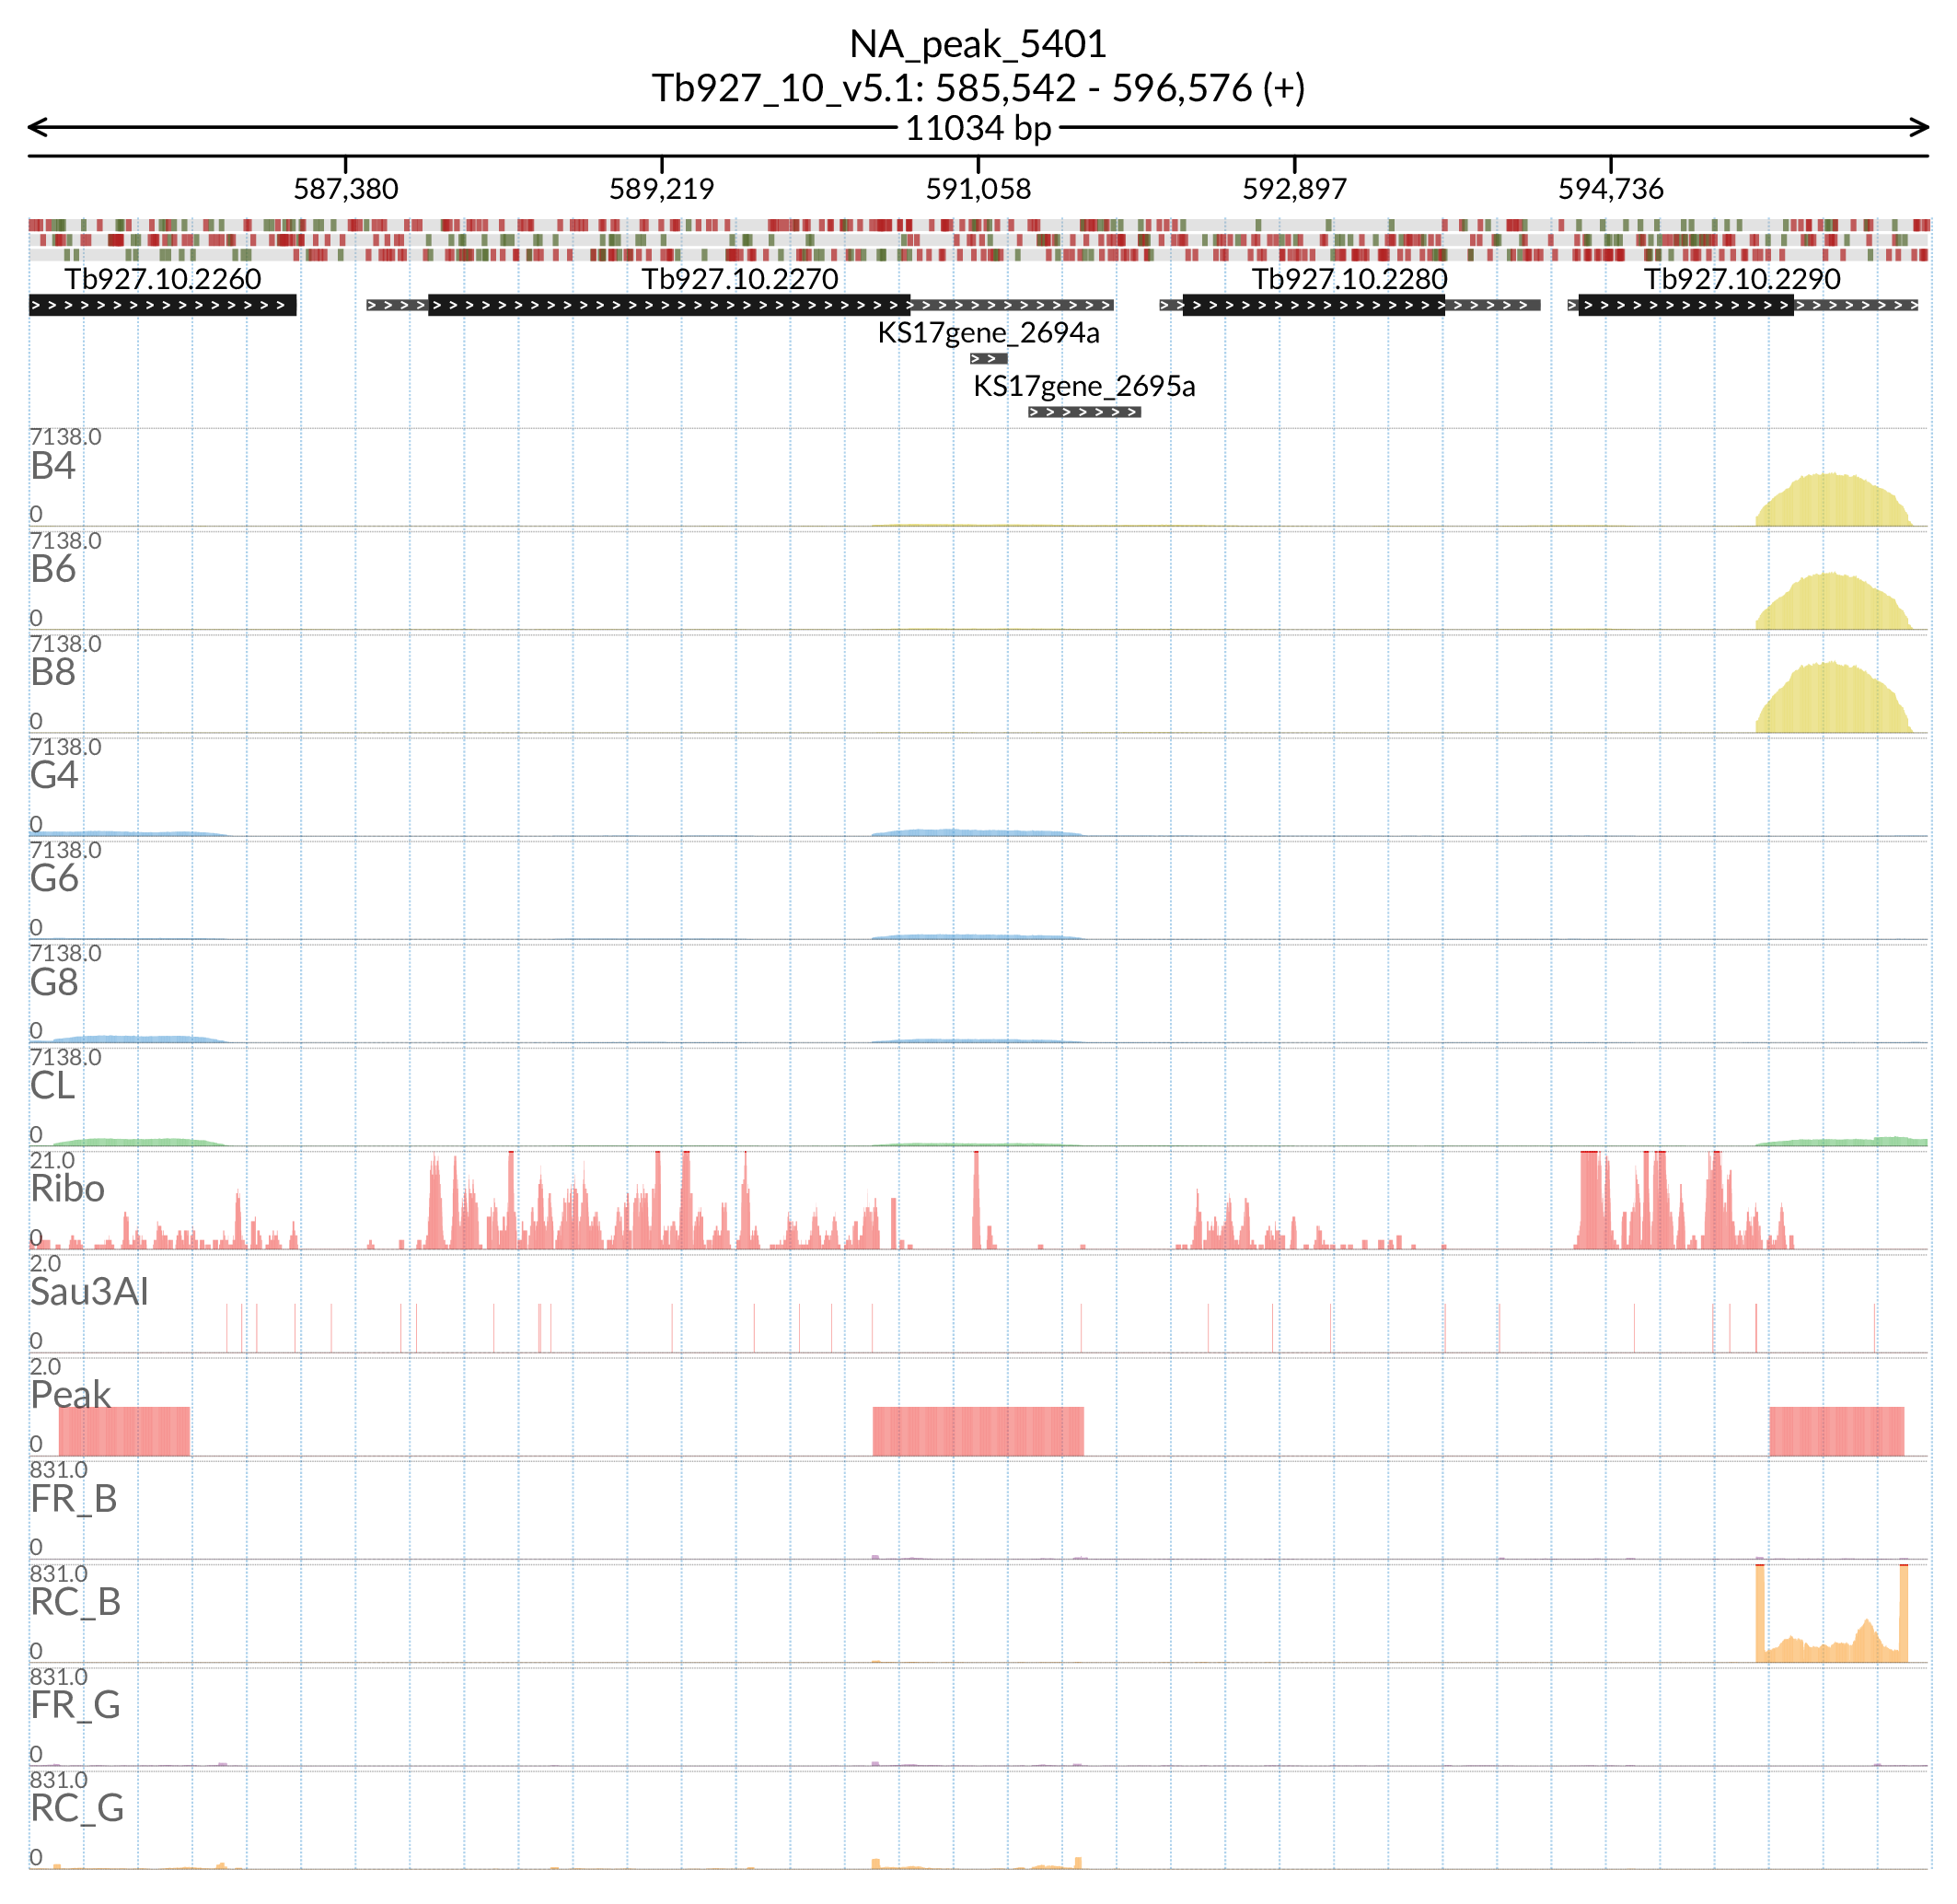 NA_peak_5401
Tb927_10_v5.1: 585,542 - 596,576 (+)
11034 bp
587,380 589,219 591,058 592,897 594,736
Tb927.10.2260 Tb927.10.2270 Tb927.10.2280 Tb927.10.2290
KS17gene_2694a
KS17gene_2695a
7138.0
B4
0
7138.0
B6
0
7138.0
B8
0
7138.0
G4
0
7138.0
G6
0
7138.0
G8
0
7138.0
CL
0
21.0
Ribo
0
2.0
Sau3AI
0
2.0
Peak
0
831.0
FR_B
0
831.0
RC_B
0
831.0
FR_G
0
831.0
RC_G
0